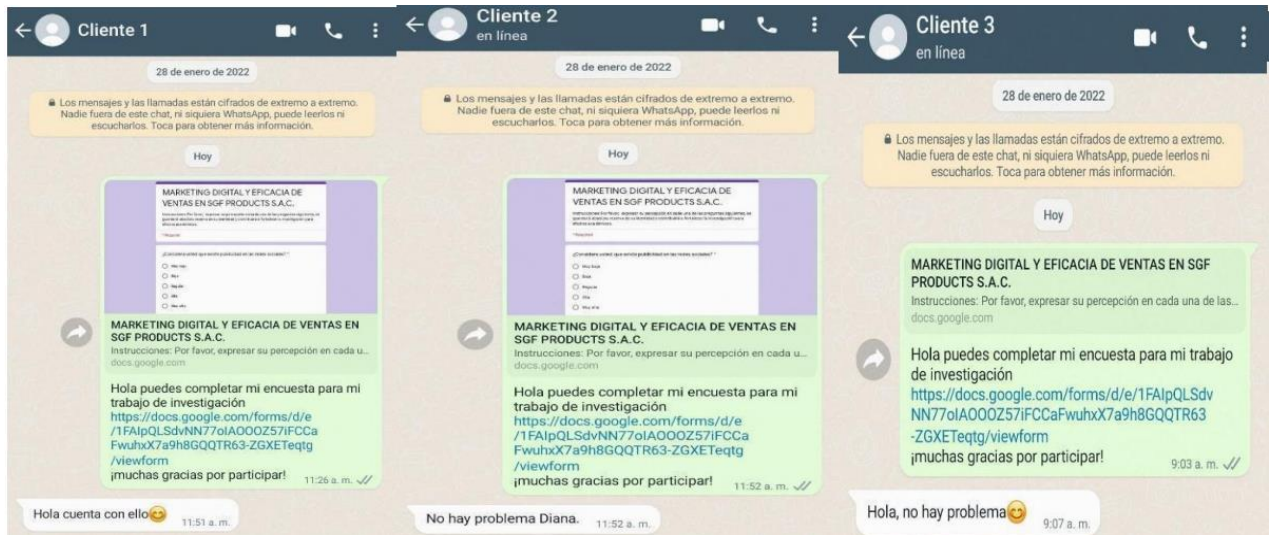 Cliente 1
28 de enero de 2022
Los mensajes y las llamadas están cifrados de extremo a extremo.
Nadie fuera de este chat, ni siquiera WhatsApp, puede leerlos ni
escucharlos. Toca para obtener más información.
Hoy
MARKETING DIGITAL Y EFICACIA DE
VENTAS EN SGF PRODUCTS S.A.C.
MARKETING DIGITAL Y EFICACIA DE VENTAS EN
SGF PRODUCTS S.A.C.
Instrucciones: Por favor, expresar su percepción en cada u...
docs.google.com
Hola puedes completar mi encuesta para mi
trabajo de investigación
https://docs.google.com/forms/d/e
/1FAIpQLSdvNN77oIAOOOZ57iFCCa
FwuhxX7a9h8GQQTR63-ZGXETeqtg
/viewform
¡muchas gracias por participar!
11:26 a. m.
Hola cuenta con ello😊
11:51 a. m.
Cliente 2
en línea
28 de enero de 2022
Los mensajes y las llamadas están cifrados de extremo a extremo.
Nadie fuera de este chat, ni siquiera WhatsApp, puede leerlos ni
escucharlos. Toca para obtener más información.
Hoy
MARKETING DIGITAL Y EFICACIA DE
VENTAS EN SGF PRODUCTS S.A.C.
MARKETING DIGITAL Y EFICACIA DE VENTAS EN
SGF PRODUCTS S.A.C.
Instrucciones: Por favor, expresar su percepción en cada u...
docs.google.com
Hola puedes completar mi encuesta para mi
trabajo de investigación
https://docs.google.com/forms/d/e
/1FAIpQLSdvNN77oIAOOOZ57iFCCa
FwuhxX7a9h8GQQTR63-ZGXETeqtg
/viewform
¡muchas gracias por participar!
11:52 a. m.
No hay problema Diana.
11:52 a. m.
Cliente 3
en línea
28 de enero de 2022
Los mensajes y las llamadas están cifrados de extremo a extremo.
Nadie fuera de este chat, ni siquiera WhatsApp, puede leerlos ni
escucharlos. Toca para obtener más información.
Hoy
MARKETING DIGITAL Y EFICACIA DE VENTAS EN SGF
PRODUCTS S.A.C.
Instrucciones: Por favor, expresar su percepción en cada una de las...
docs.google.com
Hola puedes completar mi encuesta para mi trabajo
de investigación
https://docs.google.com/forms/d/e/1FAIpQLSdv
NN77oIAOOOZ57iFCCaFwuhxX7a9h8GQQTR63
-ZGXETeqtg/viewform
¡muchas gracias por participar!
9:03 a. m.
Hola, no hay problema😊
9:07 a. m.